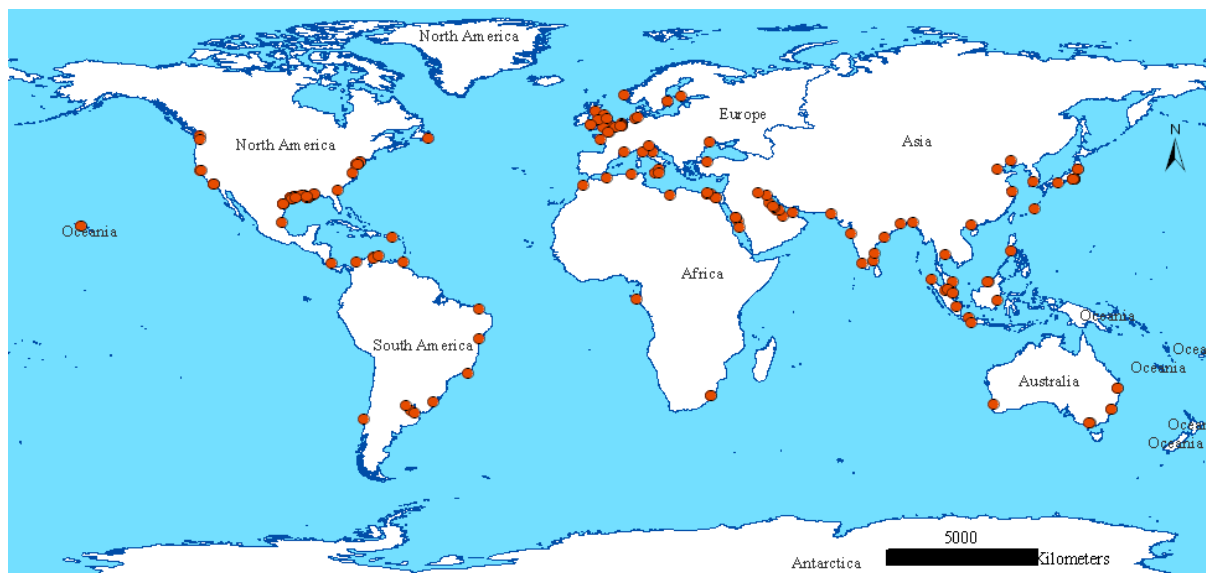 North America
Europe
N
Asia
North America
Oceania
Africa
Oceania
South America
Ocea
Oceania
Australia
Ocea
Oceania
5000
Kilometers
Antarctica